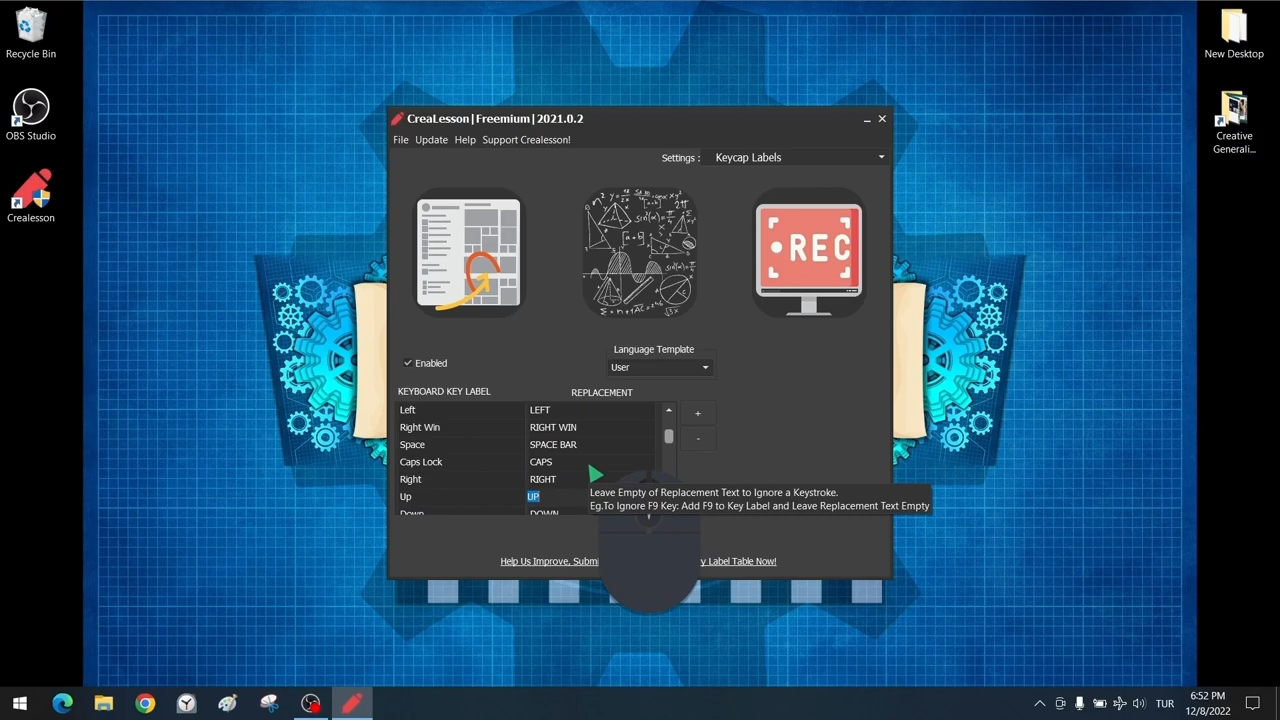 Recycle Bin
OBS Studio
Crealesson
New Desktop
Creative
Generali...
CreaLesson|Freemium|2021.0.2
File Update Help Support Crealesson!
Settings : Keycap Labels
REC
Enabled
Language Template
User
KEYBOARD KEY LABEL REPLACEMENT
Left LEFT
Right Win RIGHT WIN
Space SPACE BAR
Caps Lock CAPS
Right RIGHT
Up UP
Down DOWN
+
-
Leave Empty of Replacement Text to Ignore a Keystroke.
Eg.To Ignore F9 Key: Add F9 to Key Label and Leave Replacement Text Empty
Help Us Improve, Submi y Label Table Now!
TUR
6:52 PM
12/8/2022